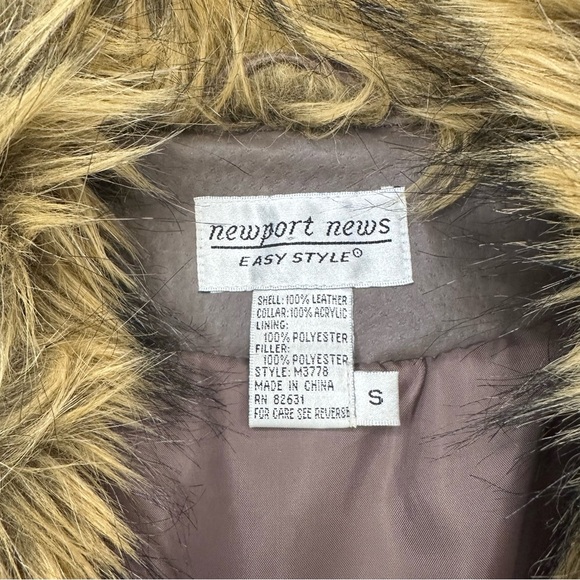 newport news
EASY STYLE®
SHELL: 100% LEATHER
COLLAR: 100% ACRYLIC
LINING:
100% POLYESTER
FILLER:
100% POLYESTER
STYLE: M3778
MADE IN CHINA
RN 82631
FOR CARE SEE REVERSE
S